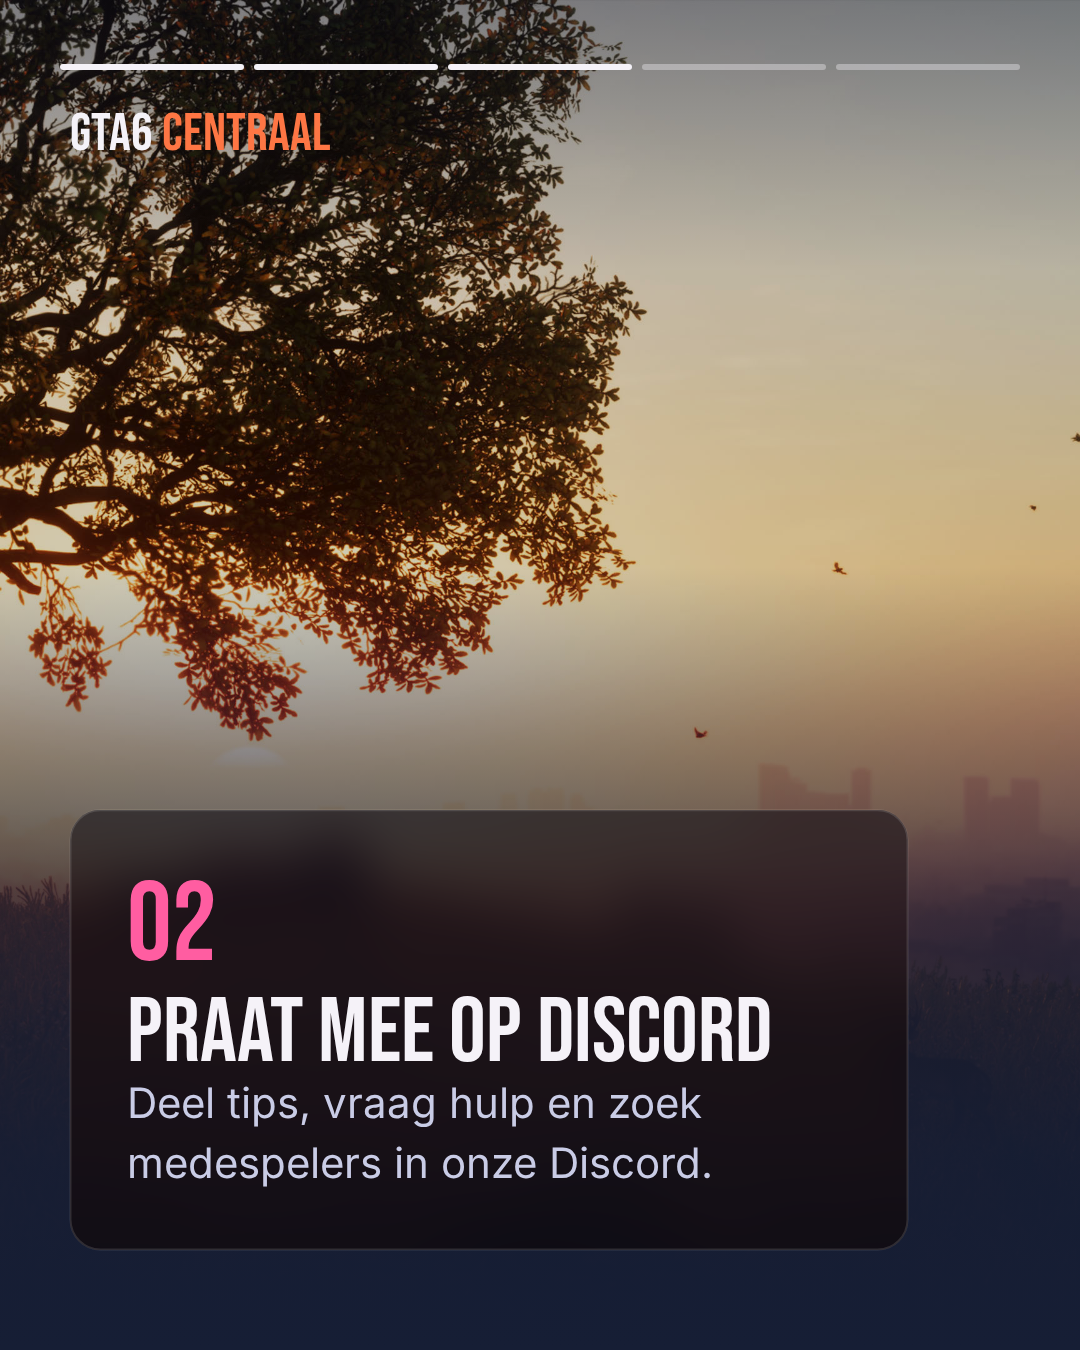 GTA6 CENTRAAL
02
PRAAT MEE OP DISCORD
Deel tips, vraag hulp en zoek
medespelers in onze Discord.